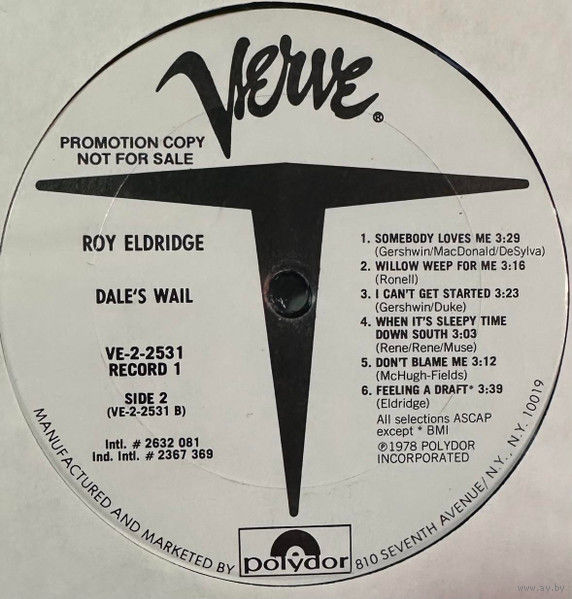 Verve®
PROMOTION COPY
NOT FOR SALE
ROY ELDRIDGE
DALE'S WAIL
VE-2-2531
RECORD 1
SIDE 2
(VE-2-2531 B)
Intl. # 2632 081
Ind. Intl. # 2367 369
1. SOMEBODY LOVES ME 3:29
(Gershwin/MacDonald/DeSylva)
2. WILLOW WEEP FOR ME 3:16
(Ronell)
3. I CAN'T GET STARTED 3:23
(Gershwin/Duke)
4. WHEN IT'S SLEEPY TIME
DOWN SOUTH 3:03
(Rene/Rene/Muse)
5. DON'T BLAME ME 3:12
(McHugh-Fields)
6. FEELING A DRAFT* 3:39
(Eldridge)
All selections ASCAP
except * BMI
℗1978 POLYDOR
INCORPORATED
MANUFACTURED AND MARKETED BY polydor 810 SEVENTH AVENUE/ N.Y., N.Y. 10019
www.ay.by